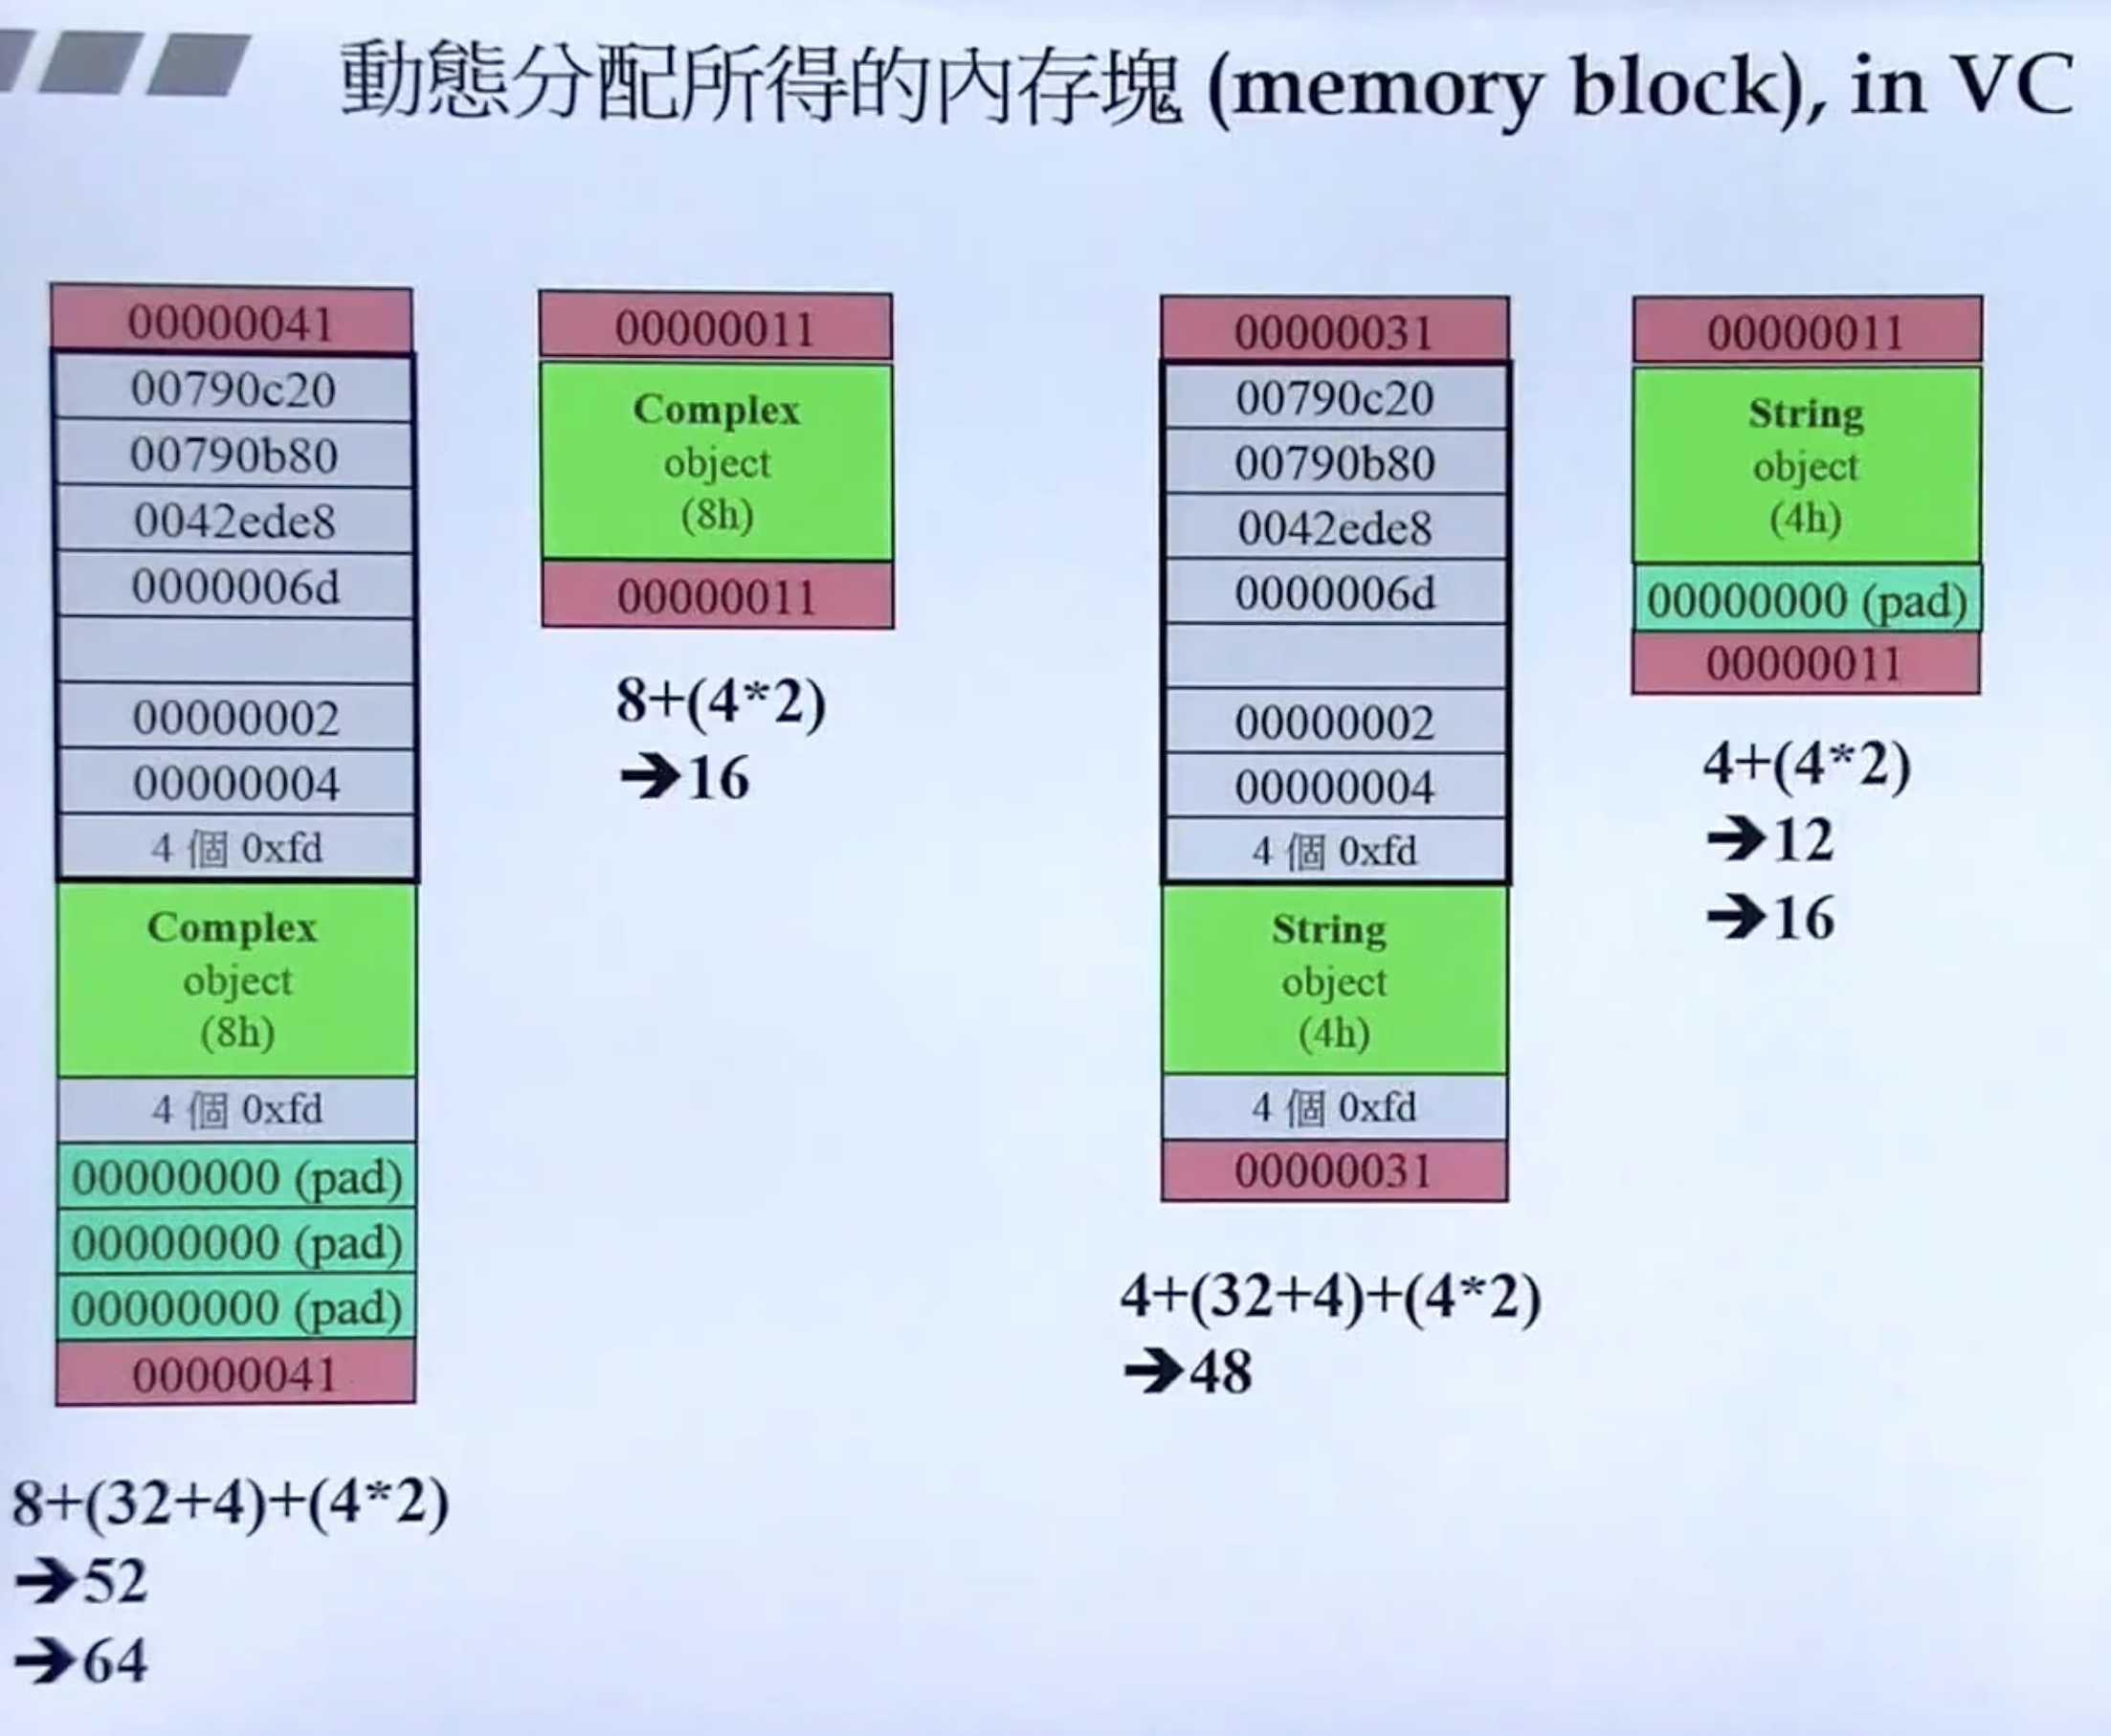 動態分配所得的內存塊 (memory block), in VC
00000041
00790c20
00790b80
0042ede8
0000006d
00000002
00000004
4 個 0xfd
Complex
object
(8h)
4 個 0xfd
00000000 (pad)
00000000 (pad)
00000000 (pad)
00000041
8+(32+4)+(4*2)
➔52
➔64
00000011
Complex
object
(8h)
00000011
8+(4*2)
➔16
00000031
00790c20
00790b80
0042ede8
0000006d
00000002
00000004
4 個 0xfd
String
object
(4h)
4 個 0xfd
00000031
4+(32+4)+(4*2)
➔48
00000011
String
object
(4h)
00000000 (pad)
00000011
4+(4*2)
➔12
➔16